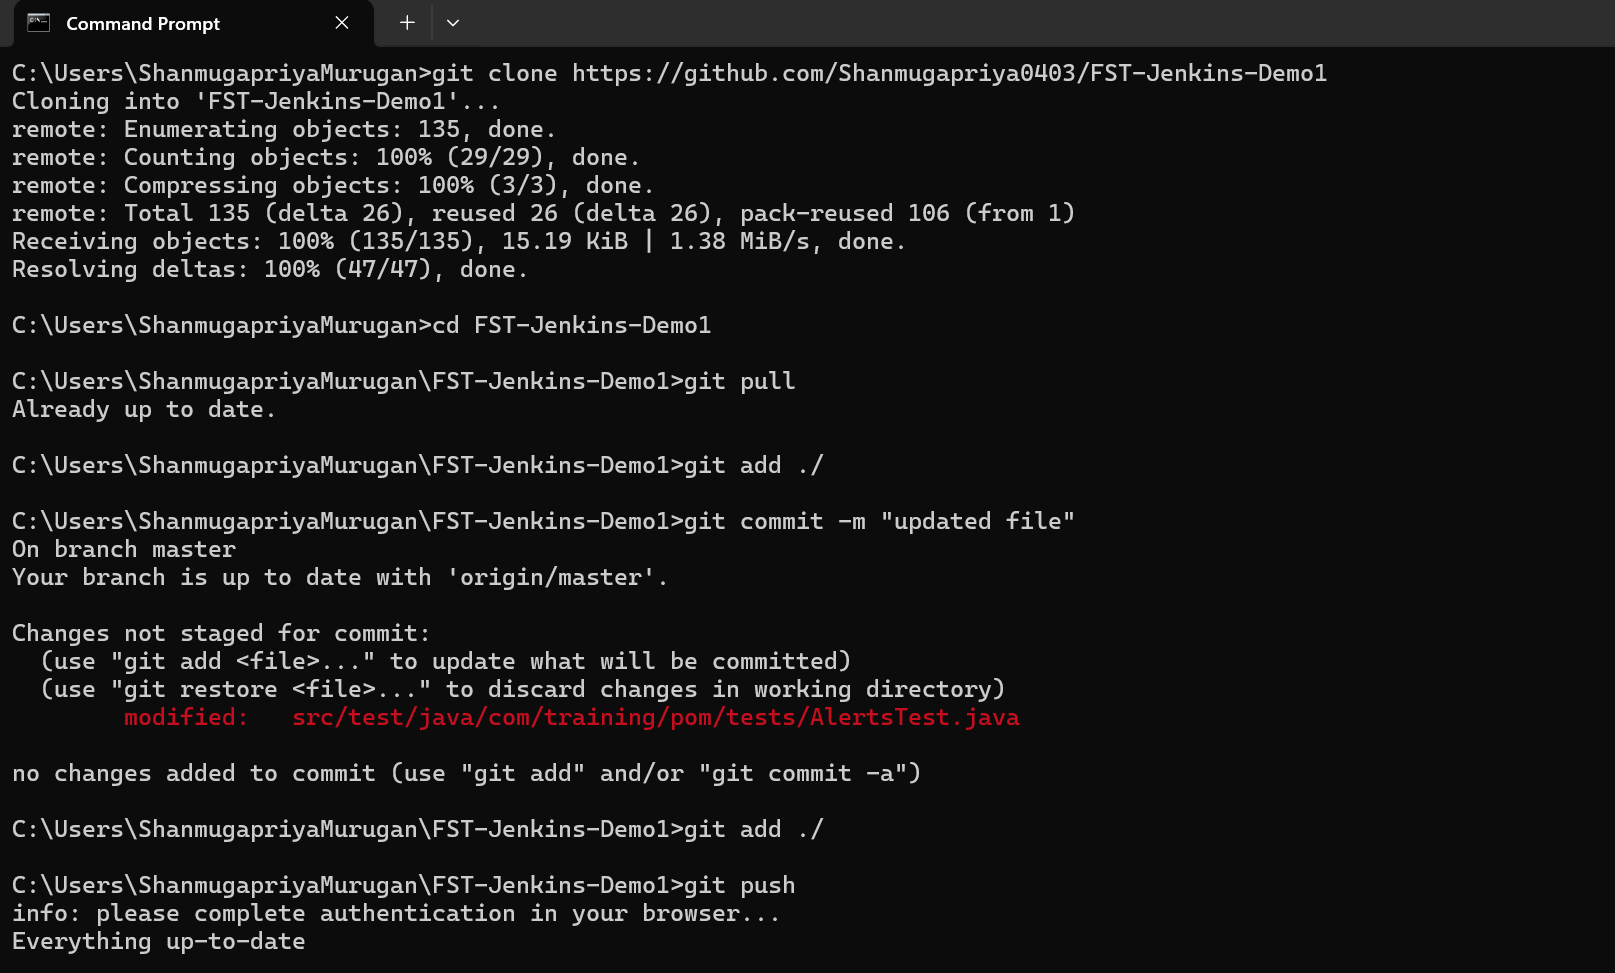 Command Prompt
C:\Users\ShanmugapriyaMurugan>git clone https://github.com/Shanmugapriya0403/FST-Jenkins-Demo1
Cloning into 'FST-Jenkins-Demo1'...
remote: Enumerating objects: 135, done.
remote: Counting objects: 100% (29/29), done.
remote: Compressing objects: 100% (3/3), done.
remote: Total 135 (delta 26), reused 26 (delta 26), pack-reused 106 (from 1)
Receiving objects: 100% (135/135), 15.19 KiB | 1.38 MiB/s, done.
Resolving deltas: 100% (47/47), done.
C:\Users\ShanmugapriyaMurugan>cd FST-Jenkins-Demo1
C:\Users\ShanmugapriyaMurugan\FST-Jenkins-Demo1>git pull
Already up to date.
C:\Users\ShanmugapriyaMurugan\FST-Jenkins-Demo1>git add ./
C:\Users\ShanmugapriyaMurugan\FST-Jenkins-Demo1>git commit -m "updated file"
On branch master
Your branch is up to date with 'origin/master'.
Changes not staged for commit:
  (use "git add <file>..." to update what will be committed)
  (use "git restore <file>..." to discard changes in working directory)
        modified:   src/test/java/com/training/pom/tests/AlertsTest.java
no changes added to commit (use "git add" and/or "git commit -a")
C:\Users\ShanmugapriyaMurugan\FST-Jenkins-Demo1>git add ./
C:\Users\ShanmugapriyaMurugan\FST-Jenkins-Demo1>git push
info: please complete authentication in your browser...
Everything up-to-date